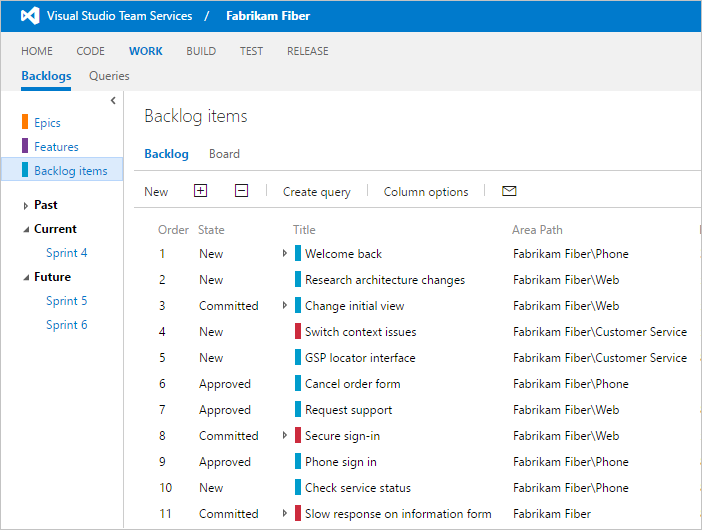 Visual Studio Team Services / Fabrikam Fiber
HOME CODE WORK BUILD TEST RELEASE
Backlogs Queries
Epics
Features
Backlog items
Past
Current
Sprint 4
Future
Sprint 5
Sprint 6
Backlog items
Backlog Board
New Create query Column options
Order State Title Area Path
1 New Welcome back Fabrikam Fiber\Phone
2 New Research architecture changes Fabrikam Fiber\Web
3 Committed Change initial view Fabrikam Fiber\Web
4 New Switch context issues Fabrikam Fiber\Customer Service
5 New GSP locator interface Fabrikam Fiber\Customer Service
6 Approved Cancel order form Fabrikam Fiber\Phone
7 Approved Request support Fabrikam Fiber\Web
8 Committed Secure sign-in Fabrikam Fiber\Web
9 Approved Phone sign in Fabrikam Fiber\Phone
10 New Check service status Fabrikam Fiber\Phone
11 Committed Slow response on information form Fabrikam Fiber